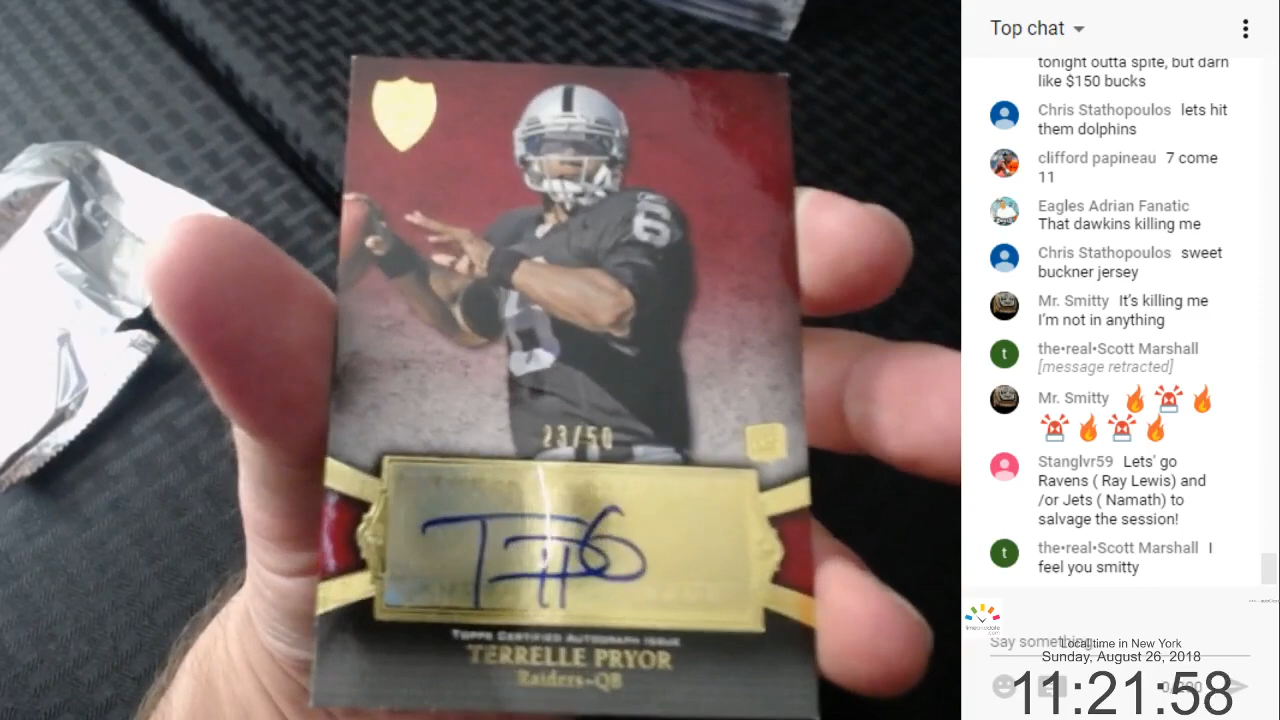 6
6
23/50
TOPPS CERTIFIED AUTOGRAPH ISSUE
TERRELLE PRYOR
Raiders-QB
Top chat
tonight outta spite, but darn
like $150 bucks
Chris Stathopoulos lets hit
them dolphins
clifford papineau 7 come
11
Eagles Adrian Fanatic
That dawkins killing me
Chris Stathopoulos sweet
buckner jersey
Mr. Smitty It's killing me
I'm not in anything
the•real•Scott Marshall
[message retracted]
Mr. Smitty 🔥 🚨 🔥
🚨 🔥 🚨 🔥
Stanglvr59 Lets' go
Ravens ( Ray Lewis) and
/or Jets ( Namath) to
salvage the session!
t
the•real•Scott Marshall I
feel you smitty
t
Say something...
Local time in New York
Sunday, August 26, 2018
11:21:58